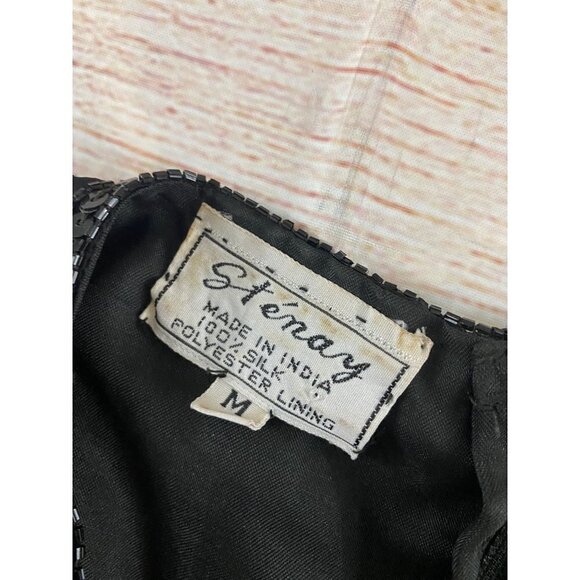 Sténay
MADE IN INDIA
100% SILK
POLYESTER LINING
M